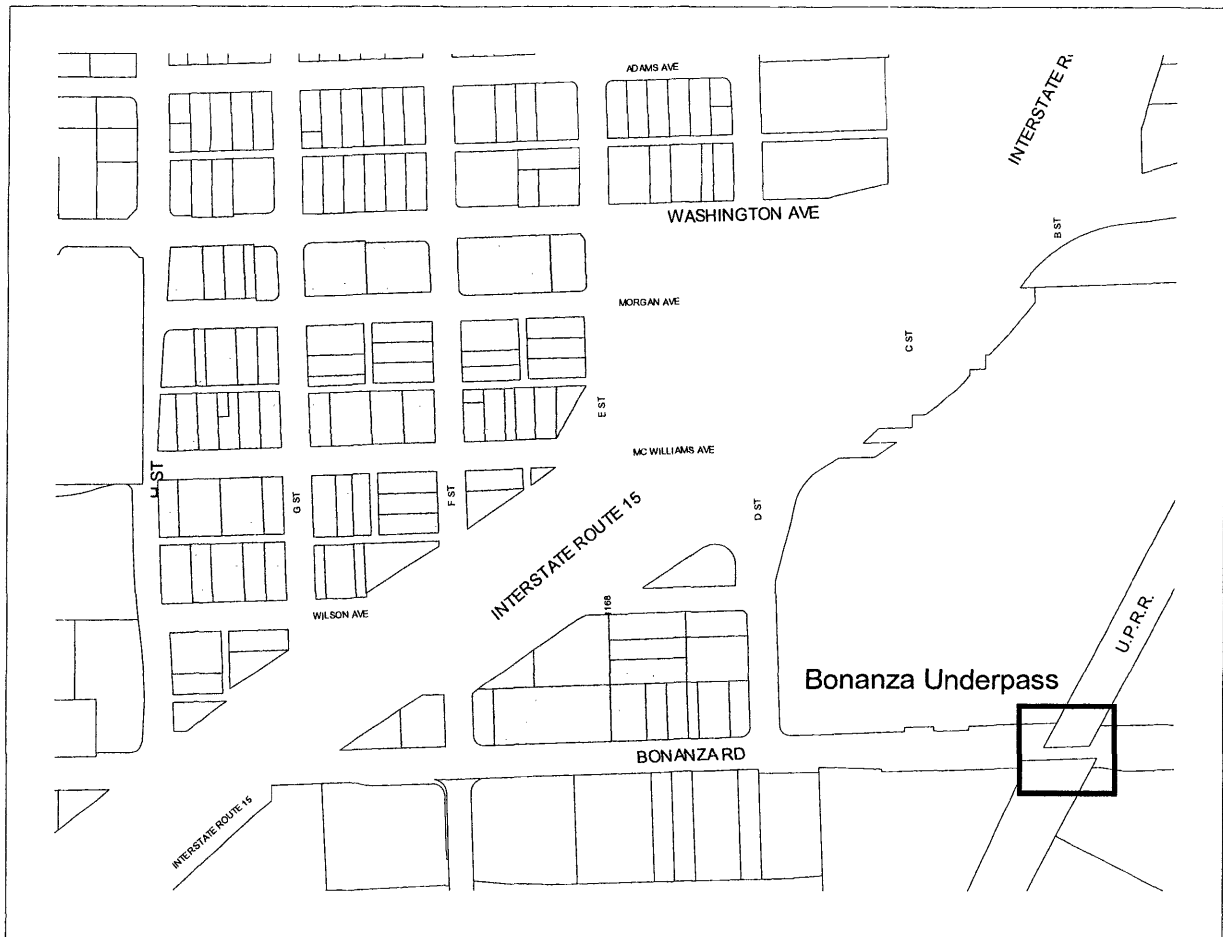 ADAMS AVE
INTERSTATE R
WASHINGTON AVE
B ST
MORGAN AVE
C ST
E ST
MC WILLIAMS AVE
H ST
G ST
F ST
D ST
INTERSTATE ROUTE 15
WILSON AVE
U.P.R.R.
Bonanza Underpass
BONANZA RD
INTERSTATE ROUTE 15